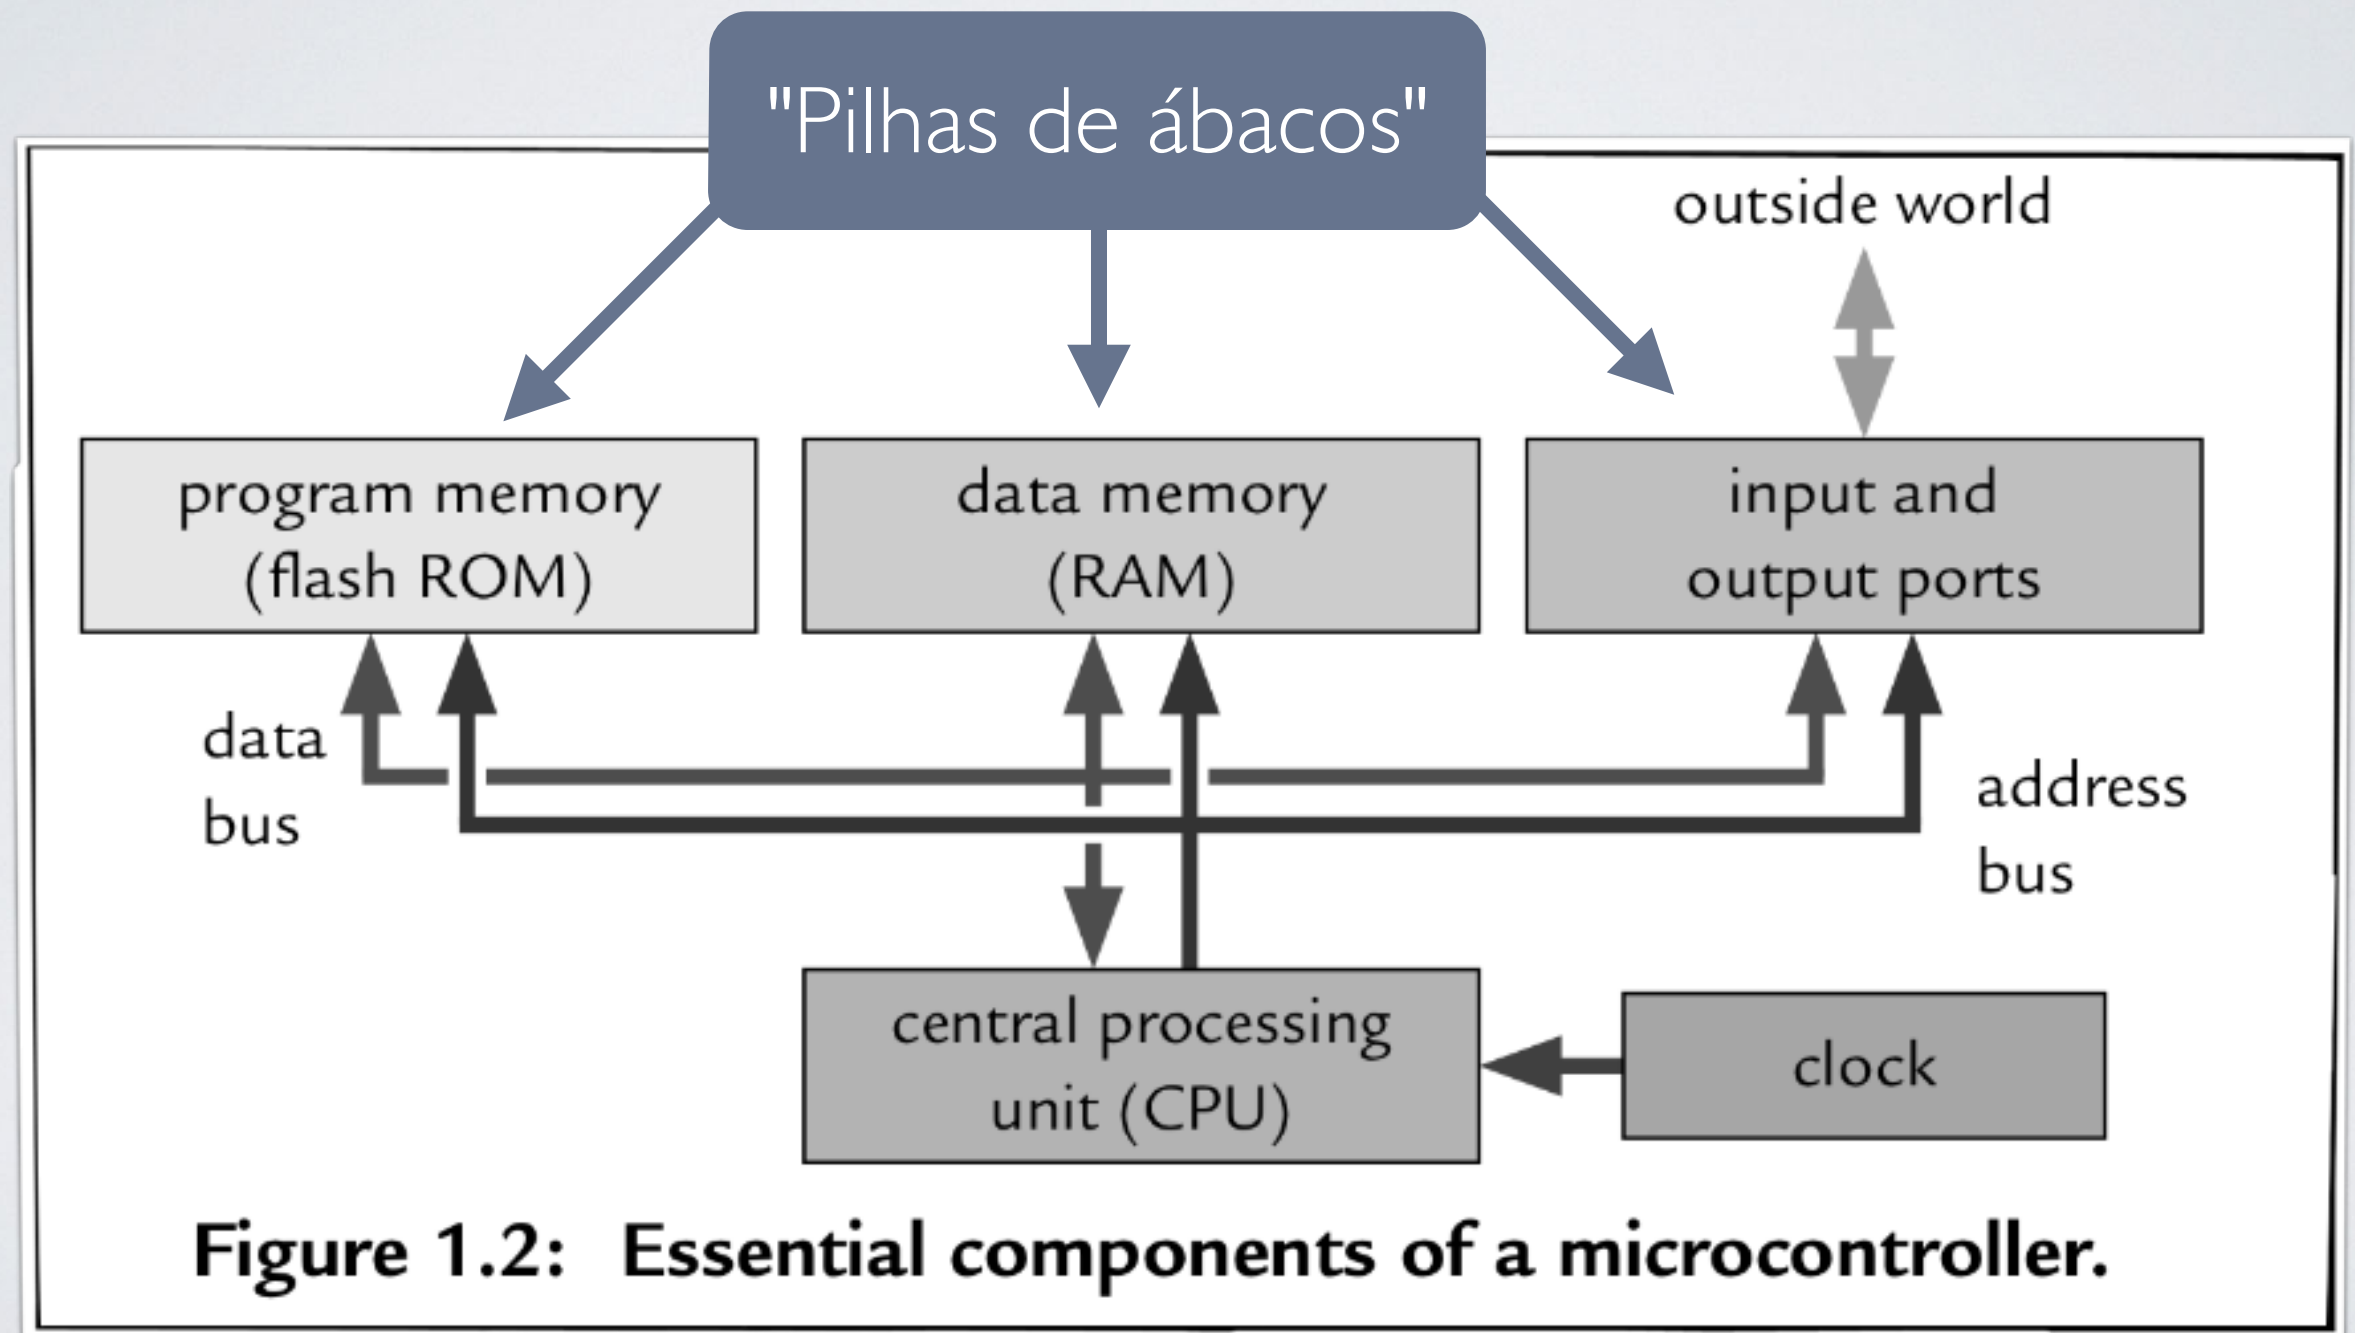 "Pilhas de ábacos"
outside world
program memory
(flash ROM)
data memory
(RAM)
input and
output ports
data
bus
address
bus
central processing
unit (CPU)
clock
Figure 1.2: Essential components of a microcontroller.